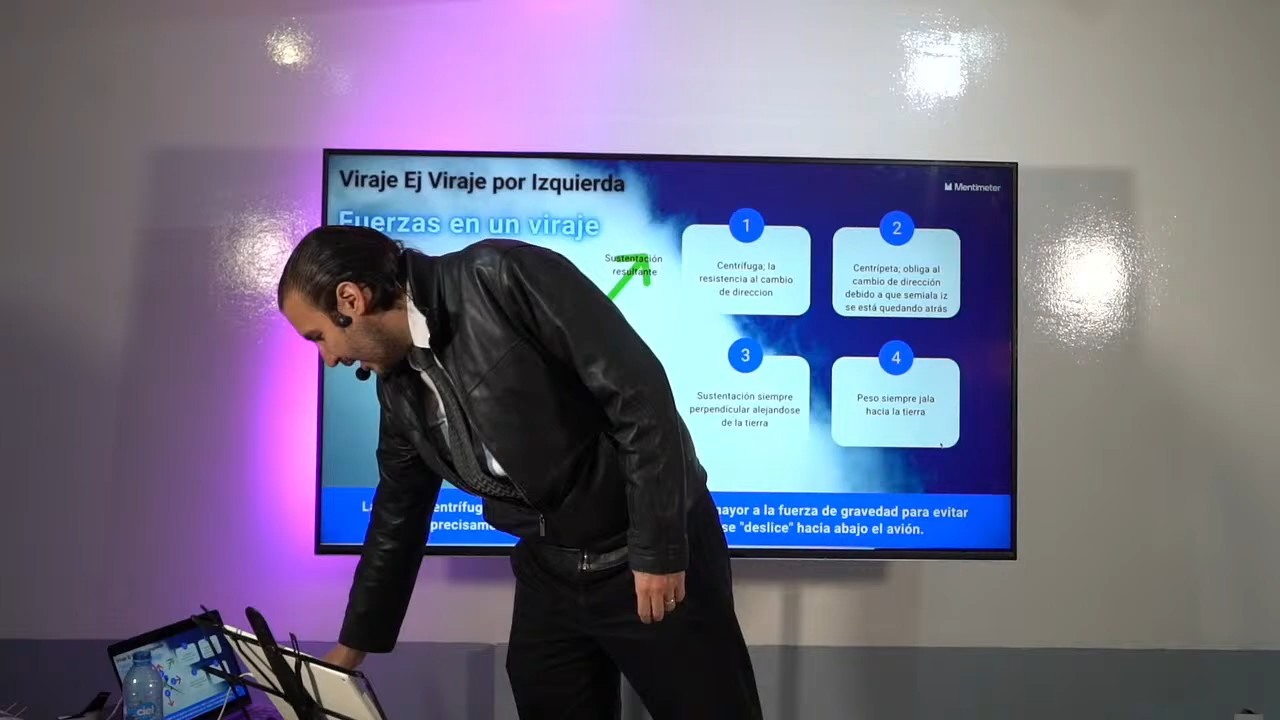 Viraje Ej Viraje por Izquierda
Mentimeter
Fuerzas en un viraje
Sustentación
resultante
1
Centrífuga; la
resistencia al cambio
de direccion
2
Centrípeta; obliga al
cambio de dirección
debido a que semiala iz
se está quedando atrás
3
Sustentación siempre
perpendicular alejandose
de la tierra
4
Peso siempre jala
hacia la tierra
mayor a la fuerza de gravedad para evitar
se "deslice" hacia abajo el avión.
ciel